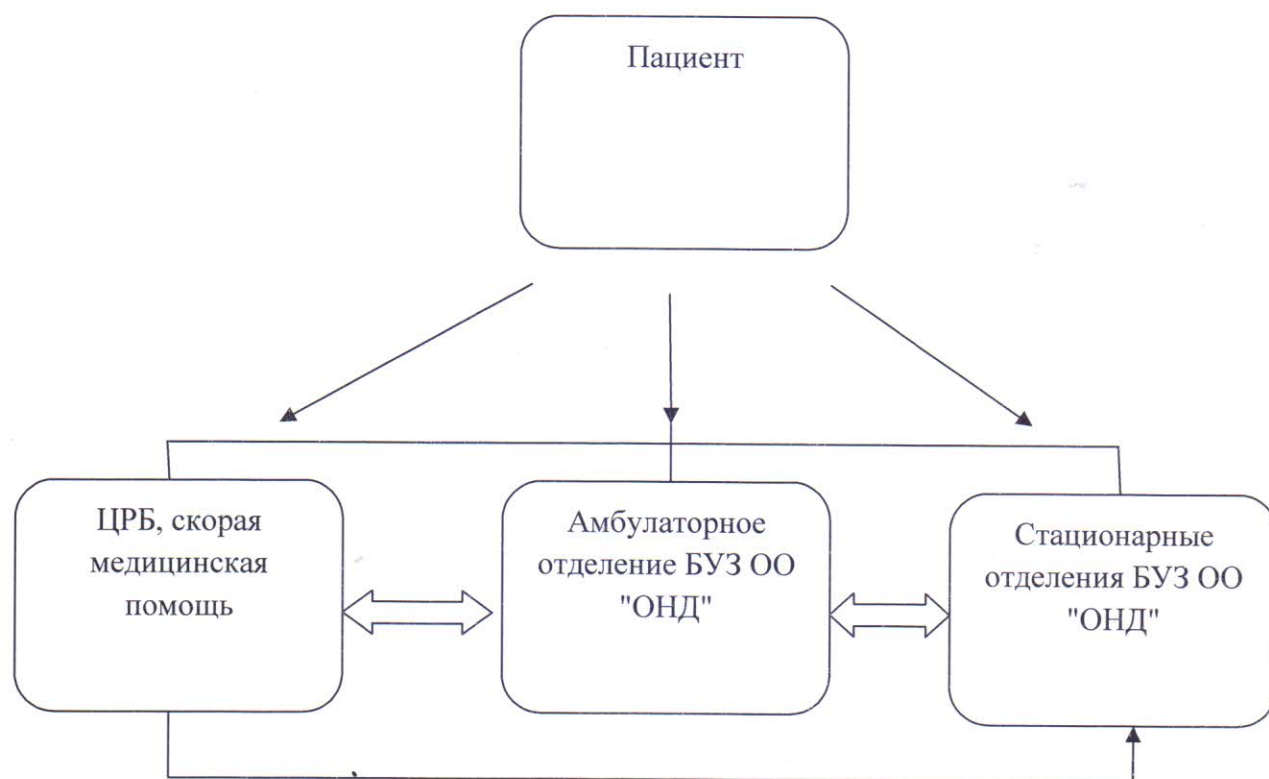 Пациент
ЦРБ, скорая
медицинская
помощь
Амбулаторное
отделение БУЗ ОО
"ОНД"
Стационарные
отделения БУЗ ОО
"ОНД"